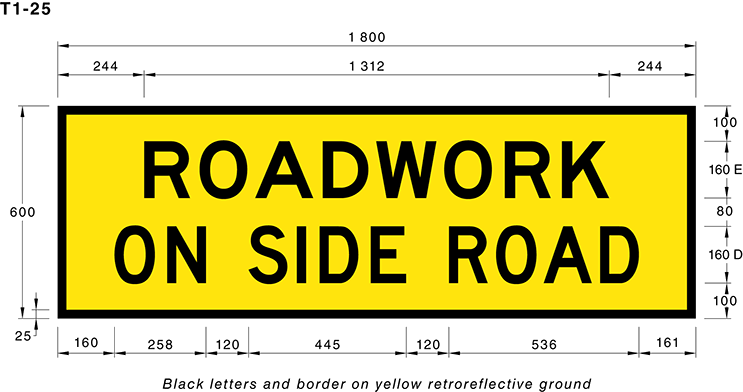 T1-25
1 800
244 1 312 244
100
ROADWORK
160 E
600
80
ON SIDE ROAD
160 D
100
25
160 258 120 445 120 536 161
Black letters and border on yellow retroreflective ground